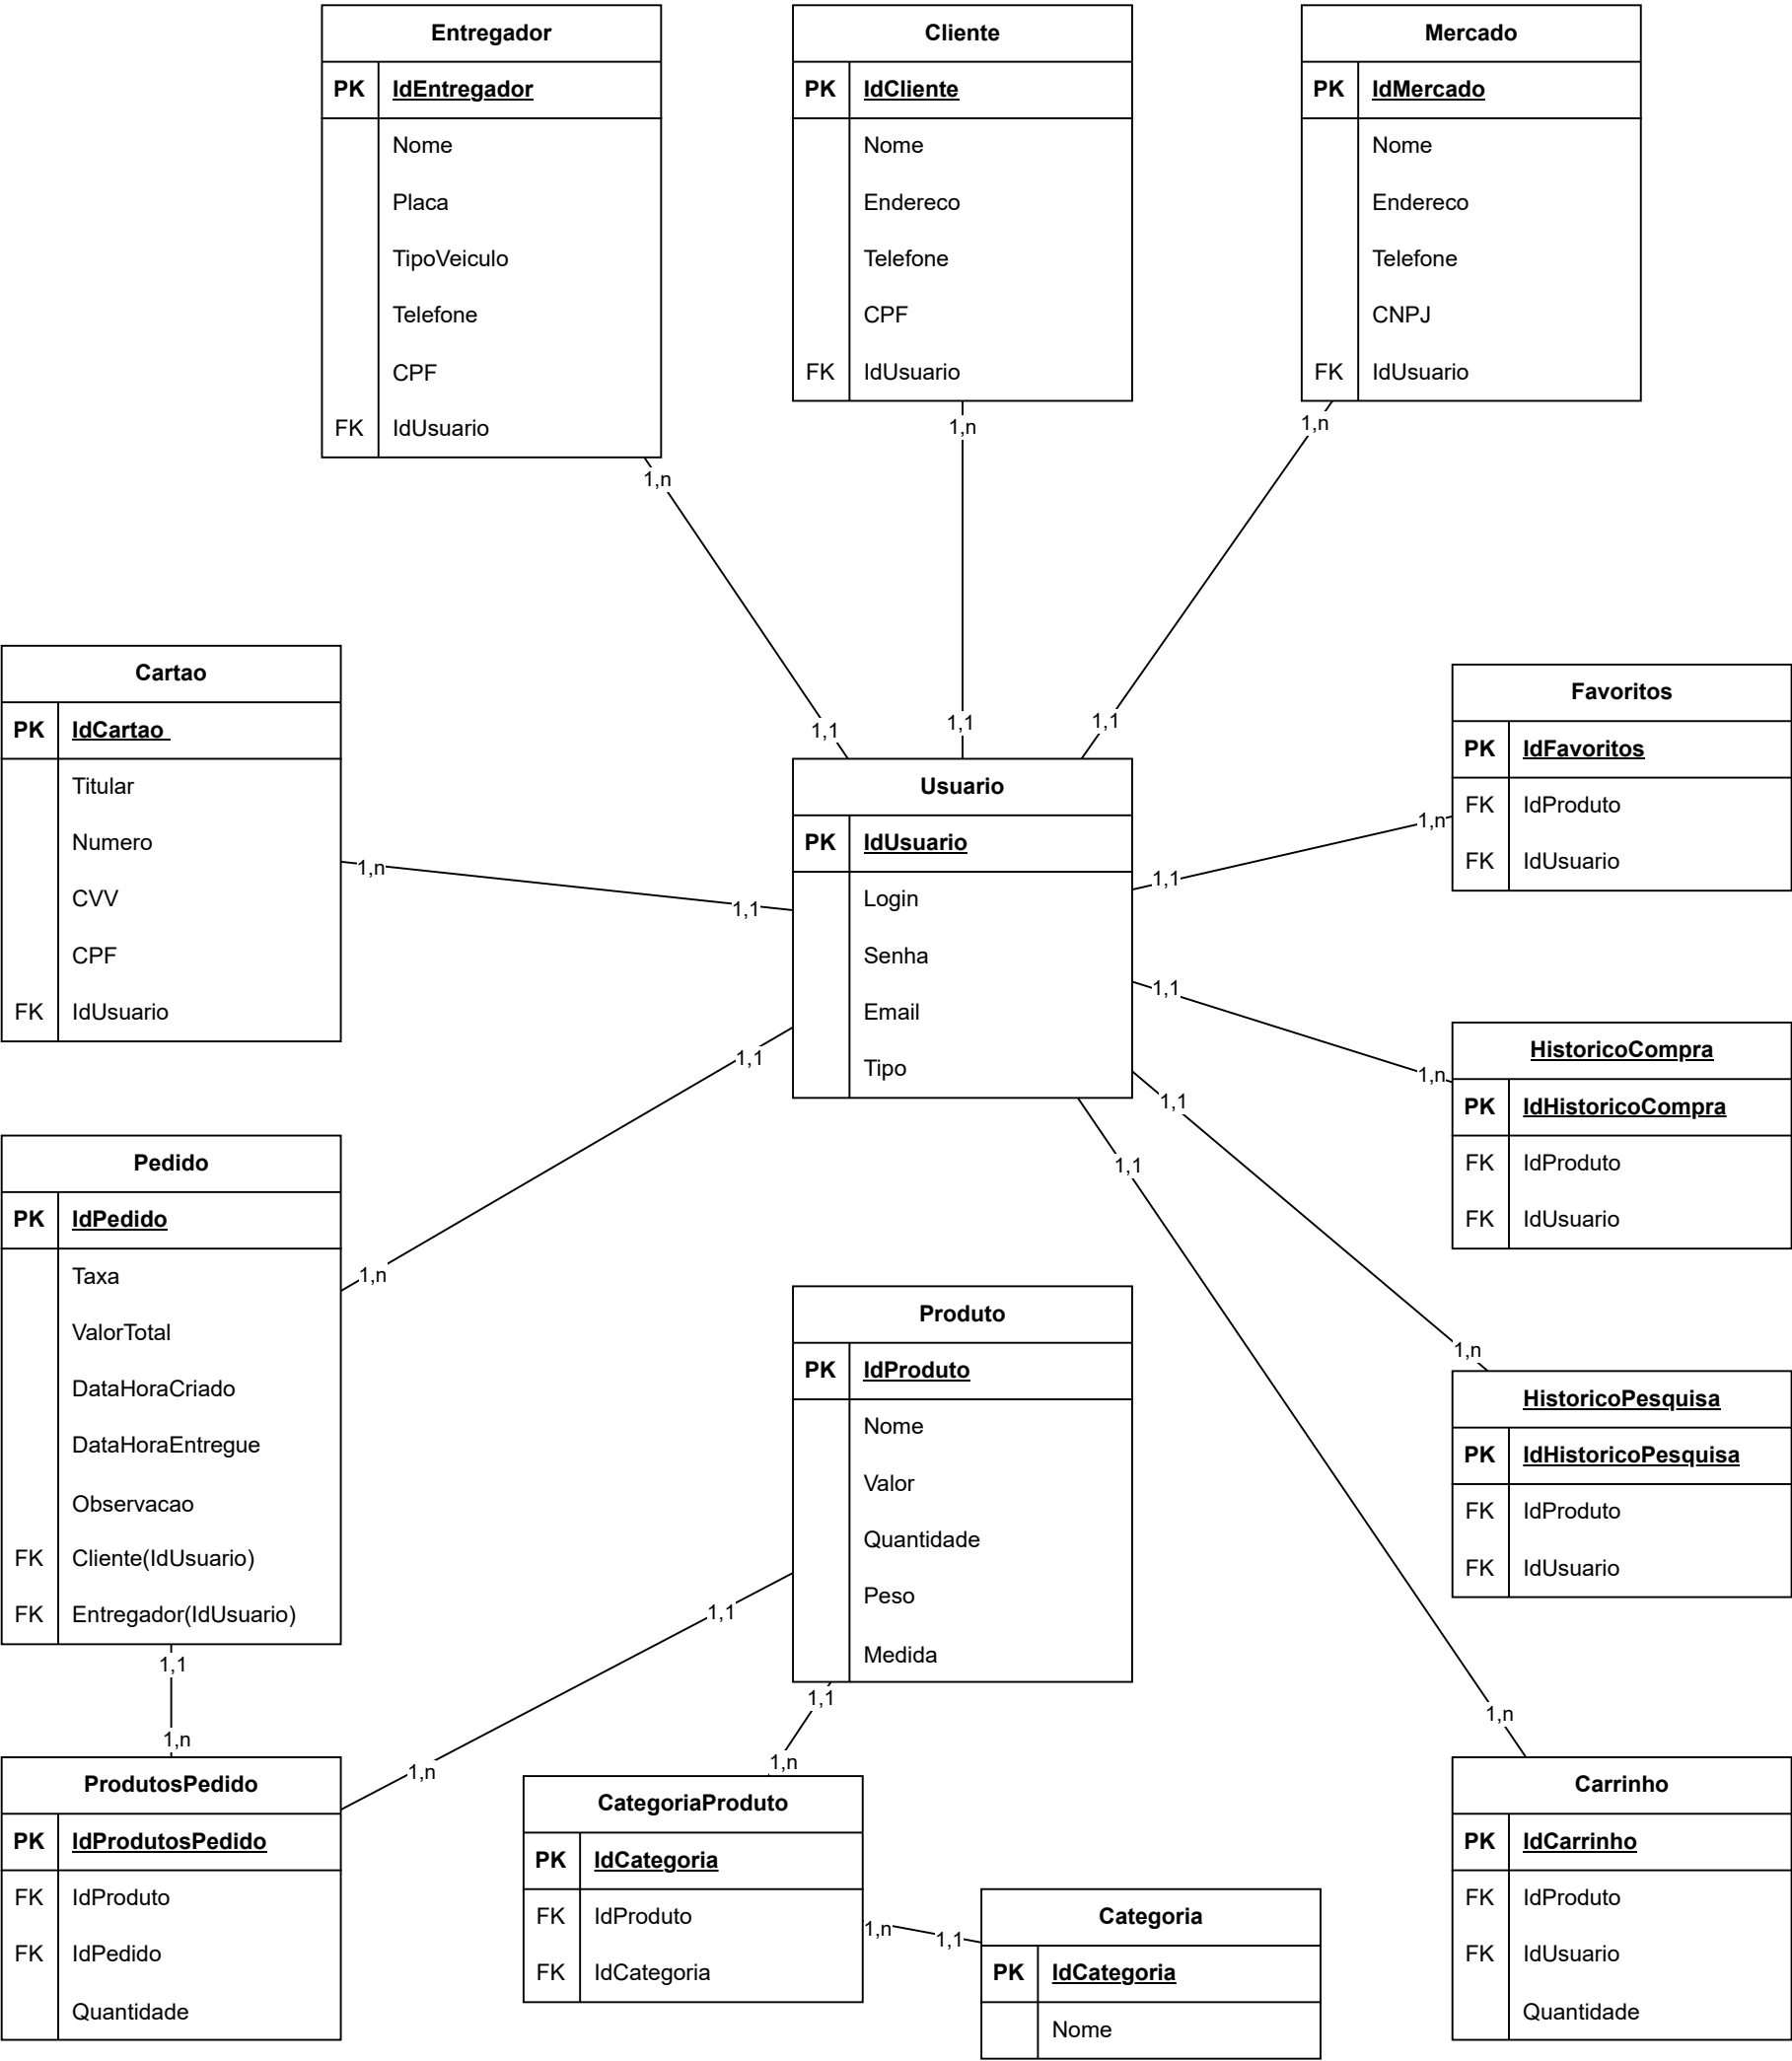 Entregador
PK IdEntregador
Nome
Placa
TipoVeiculo
Telefone
CPF
FK IdUsuario
1,n
1,1
Cliente
PK IdCliente
Nome
Endereco
Telefone
CPF
FK IdUsuario
1,n
1,1
Mercado
PK IdMercado
Nome
Endereco
Telefone
CNPJ
FK IdUsuario
1,n
1,1
Cartao
PK IdCartao
Titular
Numero
CVV
CPF
FK IdUsuario
1,n
1,1
Usuario
PK IdUsuario
Login
Senha
Email
Tipo
Favoritos
PK IdFavoritos
FK IdProduto
FK IdUsuario
1,n
1,1
HistoricoCompra
PK IdHistoricoCompra
FK IdProduto
FK IdUsuario
1,1
1,n
Pedido
PK IdPedido
Taxa
ValorTotal
DataHoraCriado
DataHoraEntregue
Observacao
FK Cliente(IdUsuario)
FK Entregador(IdUsuario)
1,1
1,n
Produto
PK IdProduto
Nome
Valor
Quantidade
Peso
Medida
HistoricoPesquisa
PK IdHistoricoPesquisa
FK IdProduto
FK IdUsuario
1,1
1,n
1,1
1,n
ProdutosPedido
PK IdProdutosPedido
FK IdProduto
FK IdPedido
Quantidade
1,1
1,n
1,1
1,n
CategoriaProduto
PK IdCategoria
FK IdProduto
FK IdCategoria
1,n
1,1
Categoria
PK IdCategoria
Nome
1,1
1,n
Carrinho
PK IdCarrinho
FK IdProduto
FK IdUsuario
Quantidade